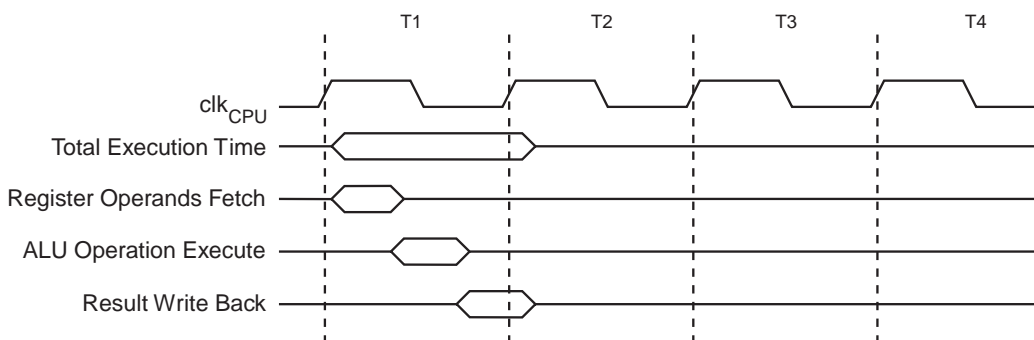 T1 T2 T3 T4
clkCPU
Total Execution Time
Register Operands Fetch
ALU Operation Execute
Result Write Back